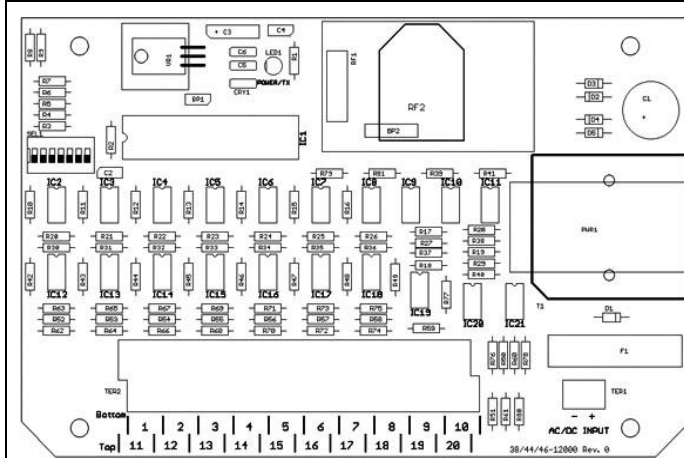 C3
C4
R8
R9
VR1
C6
C5
LED1
R1
RF1
POWER/TX
RF2
D3
D2
C1
+
D4
D5
R7
R6
R5
R4
R3
CRY1
BP1
BP2
IC1
R2
C2
R79
R81
R39
R41
IC2
IC3
IC4
IC5
IC6
IC7
IC8
IC9
IC10
IC11
R10
R11
R12
R13
R14
R15
R16
PWR1
R20
R21
R22
R23
R24
R25
R26
R17
R28
R30
R31
R32
R33
R34
R35
R36
R27
R38
R37
R19
R18
R29
R40
R42
R43
R44
R45
R46
R47
R48
R49
IC12
IC13
IC14
IC15
IC16
IC17
IC18
IC19
R77
IC20
IC21
T1
R63
R65
R67
R69
R71
R73
R75
R52
R53
R54
R55
R56
R57
R58
R62
R64
R66
R68
R70
R72
R74
R59
D1
R76
R50
R60
R78
F1
TER2
TER1
R51
R61
R80
- +
AC/DC INPUT
Bottom 1 2 3 4 5 6 7 8 9 10
Top 11 12 13 14 15 16 17 18 19 20
38/44/46-12000 Rev. 0